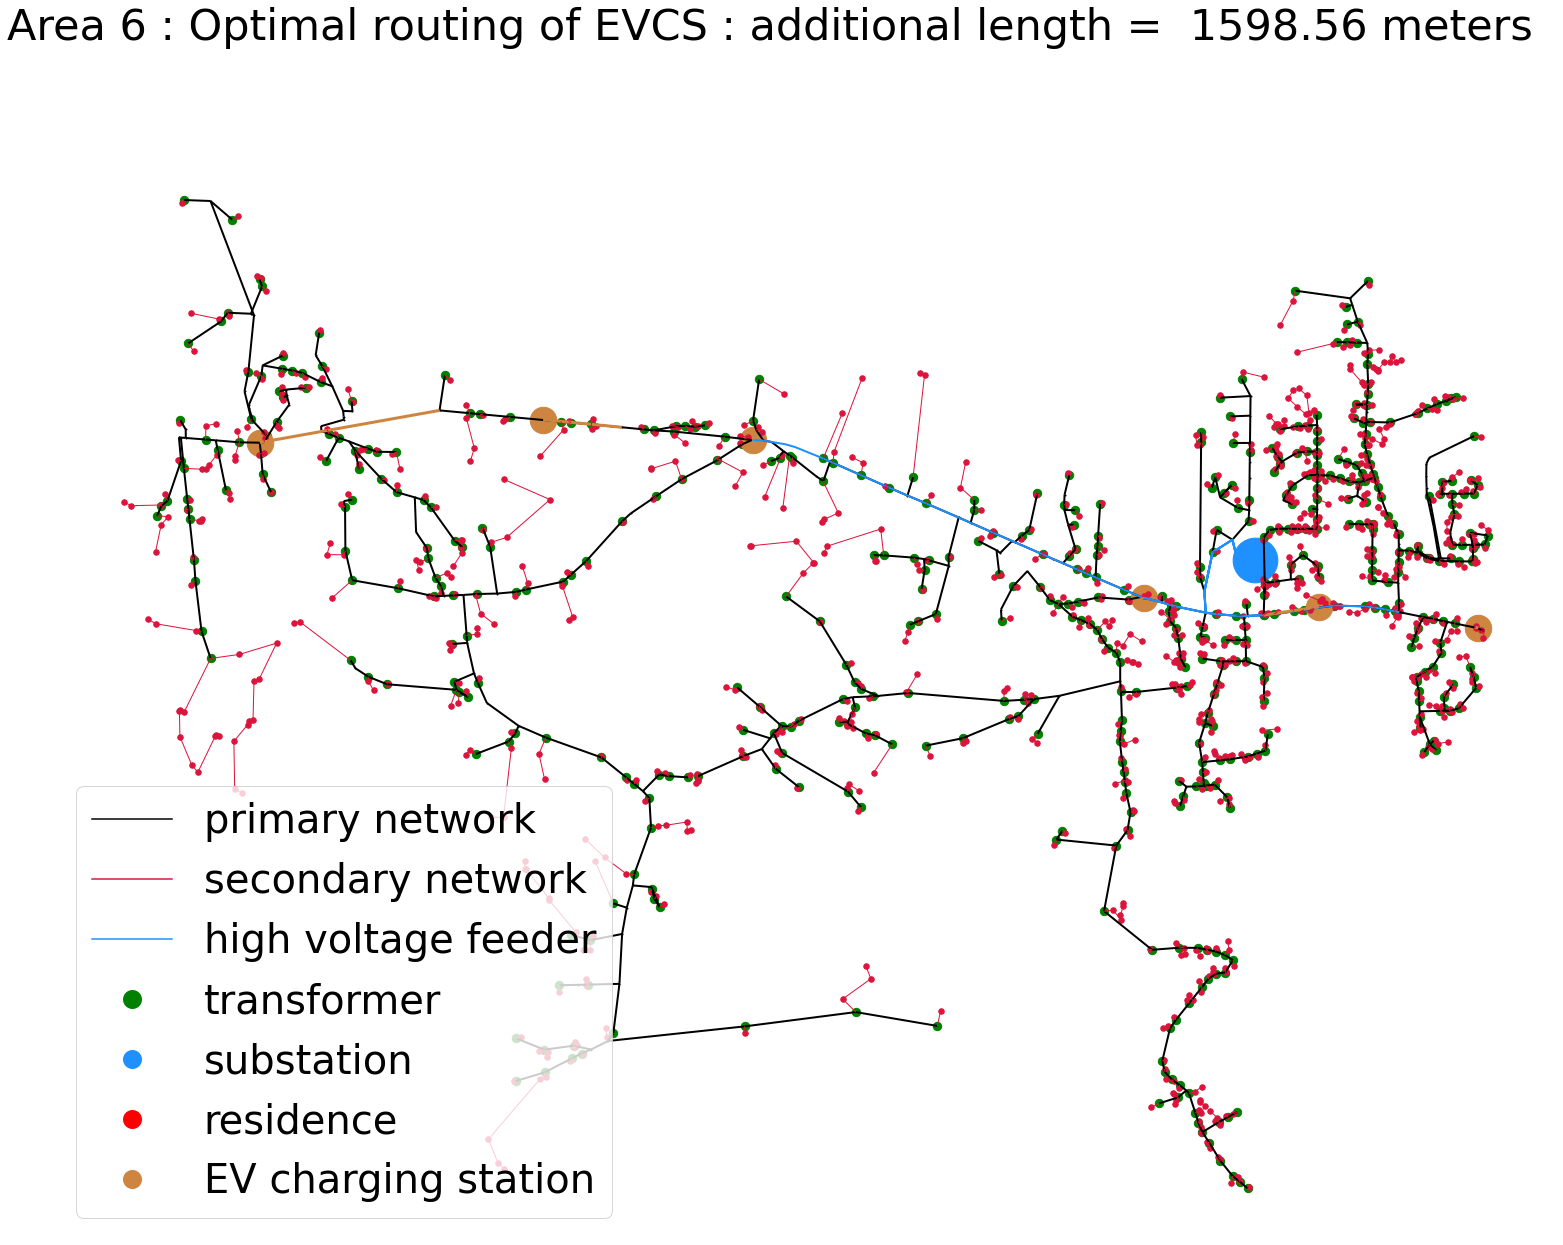 Area 6 : Optimal routing of EVCS : additional length =  1598.56 meters
primary network
secondary network
high voltage feeder
transformer
substation
residence
EV charging station